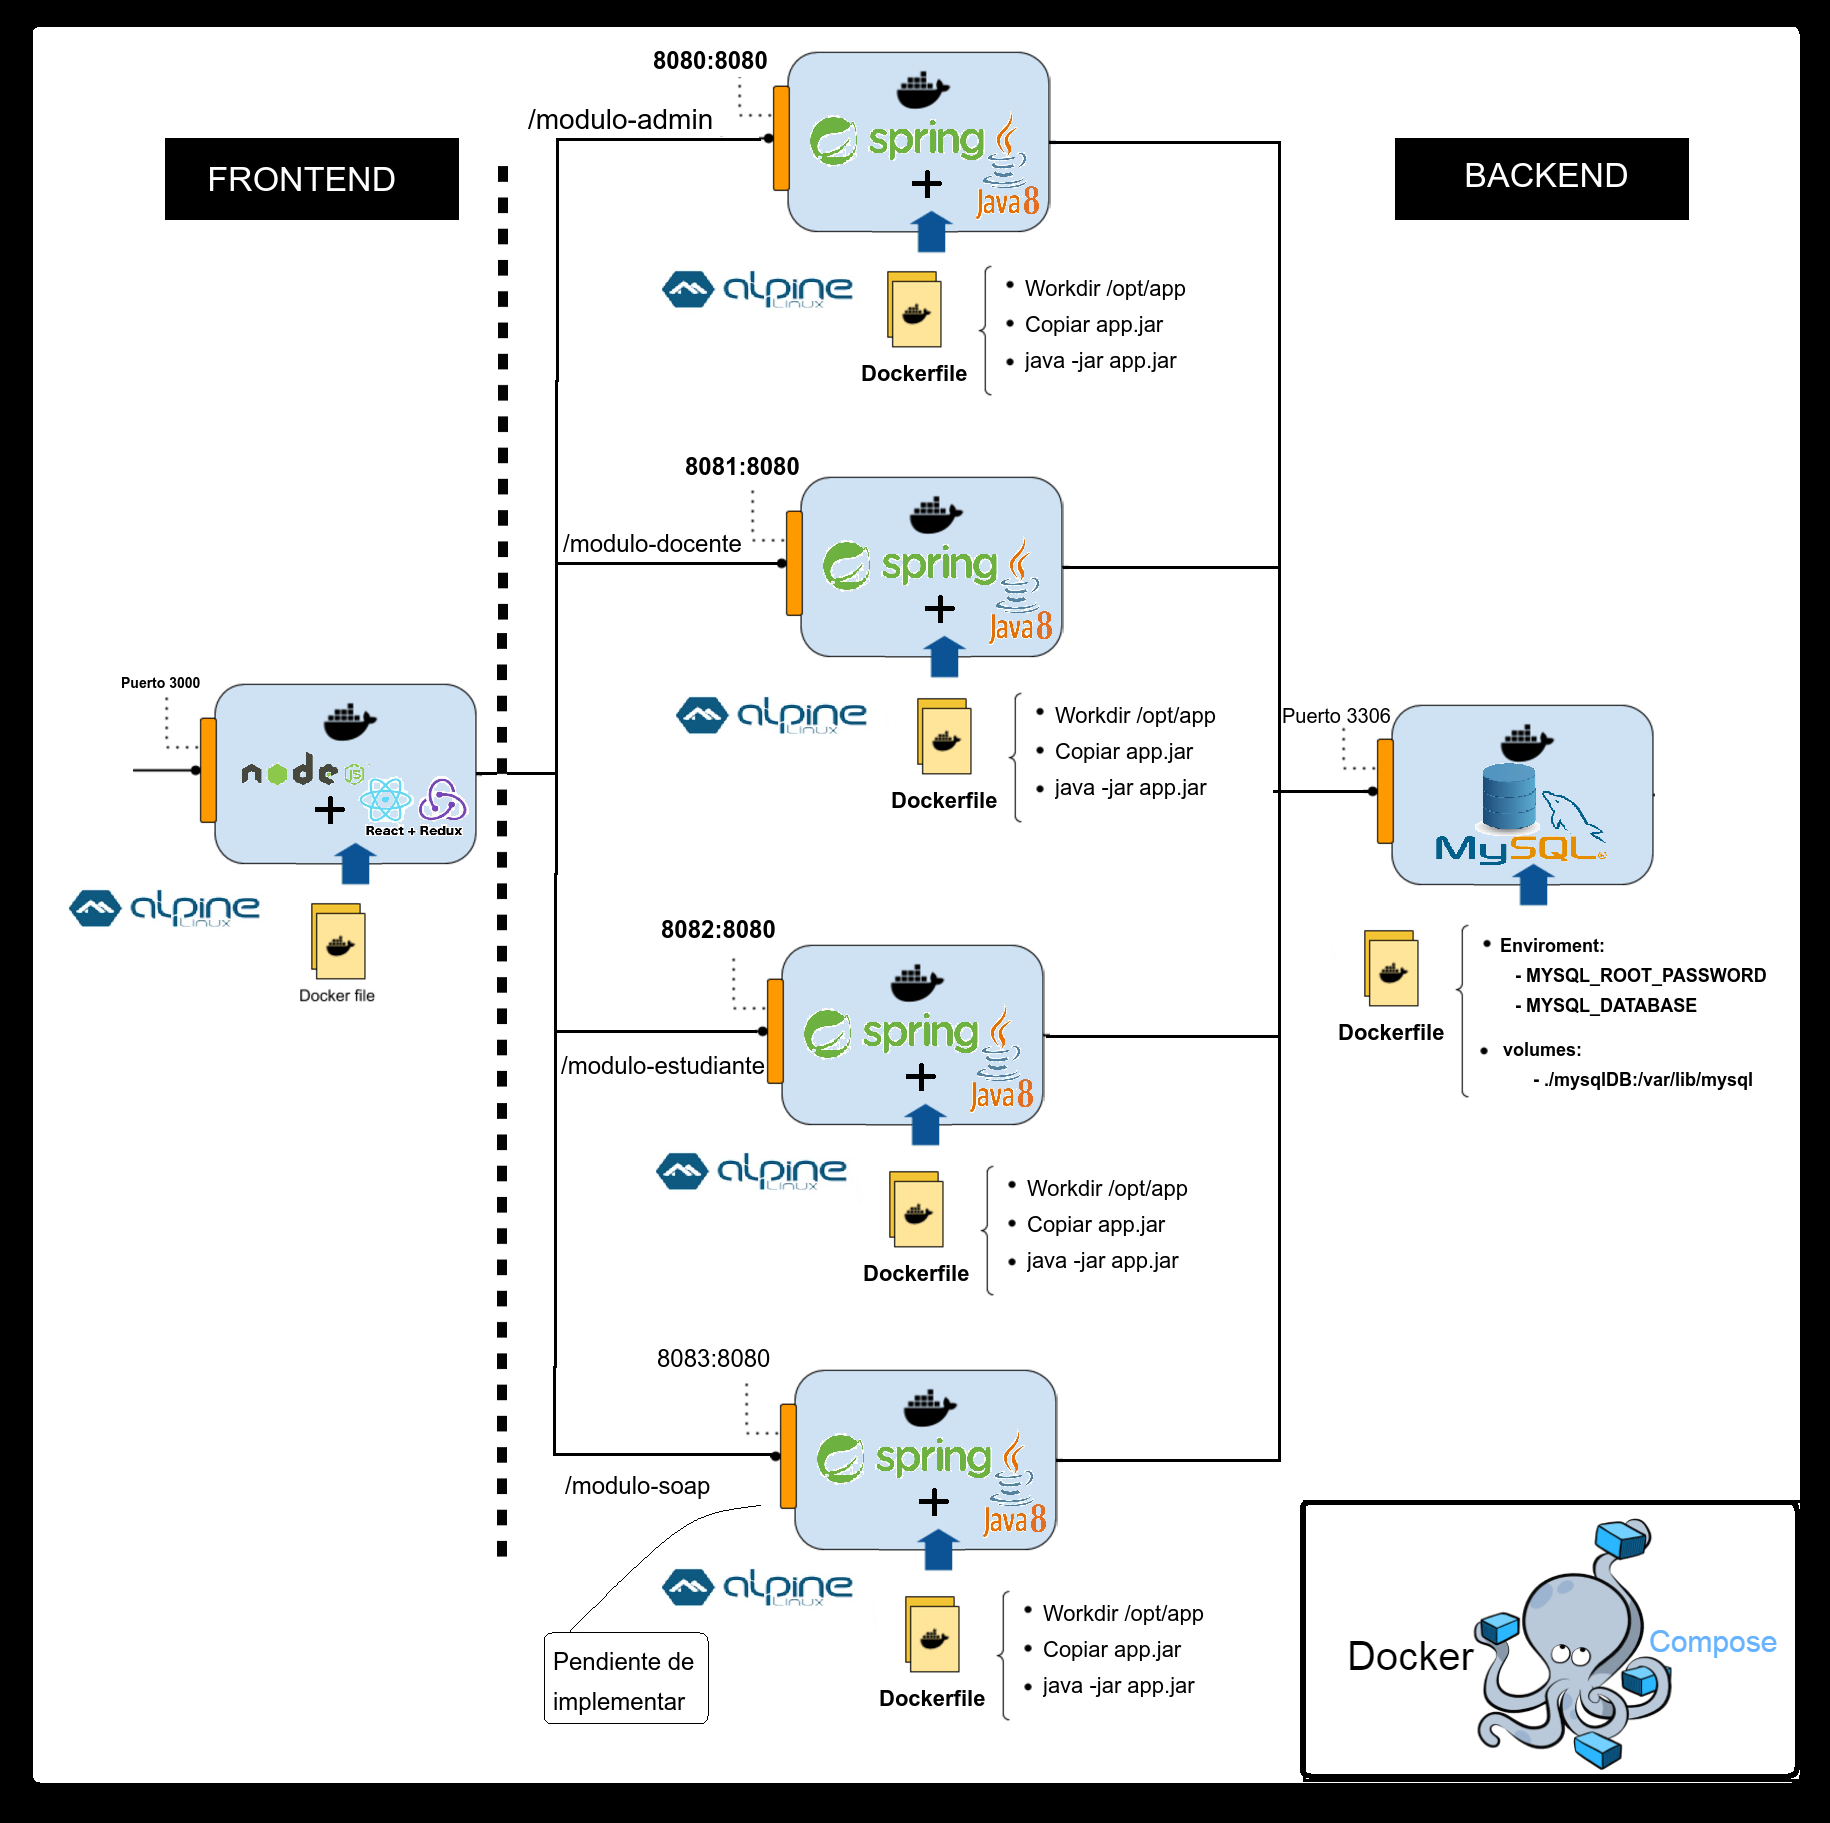 FRONTEND
BACKEND
8080:8080
/modulo-admin
spring
+
Java 8
alpine
Linux
Dockerfile
Workdir /opt/app
Copiar app.jar
java -jar app.jar
8081:8080
/modulo-docente
spring
+
Java 8
alpine
Linux
Dockerfile
Workdir /opt/app
Copiar app.jar
java -jar app.jar
Puerto 3000
node JS
+
React + Redux
alpine
Linux
Docker file
8082:8080
/modulo-estudiante
spring
+
Java 8
alpine
Linux
Dockerfile
Workdir /opt/app
Copiar app.jar
java -jar app.jar
8083:8080
/modulo-soap
spring
+
Java 8
alpine
Linux
Dockerfile
Workdir /opt/app
Copiar app.jar
java -jar app.jar
Pendiente de
implementar
Puerto 3306
MySQL®
Dockerfile
Enviroment:
- MYSQL_ROOT_PASSWORD
- MYSQL_DATABASE
volumes:
- ./mysqlDB:/var/lib/mysql
Docker Compose